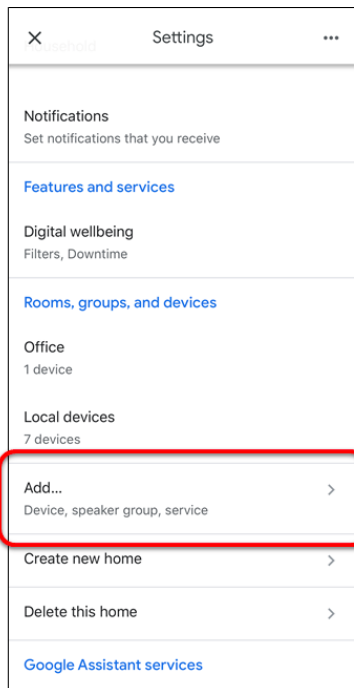 Settings
Household
Notifications
Set notifications that you receive
Features and services
Digital wellbeing
Filters, Downtime
Rooms, groups, and devices
Office
1 device
Local devices
7 devices
Add...
Device, speaker group, service
Create new home
Delete this home
Google Assistant services